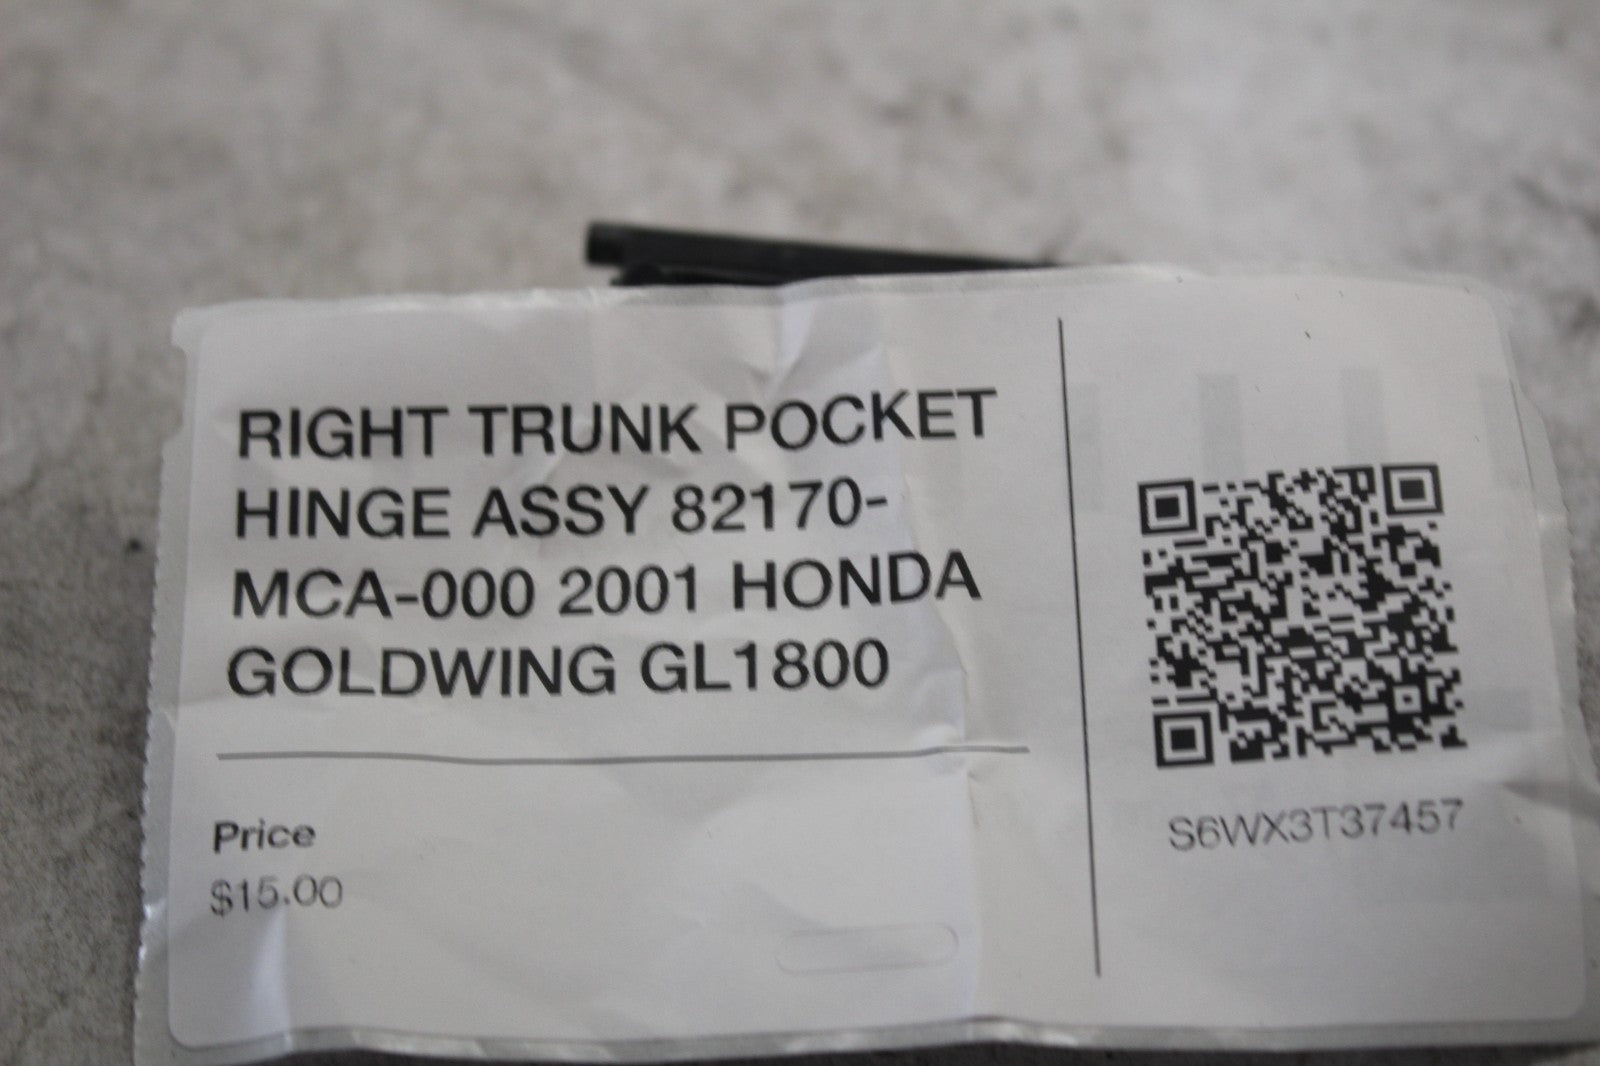 RIGHT TRUNK POCKET
HINGE ASSY 82170-
MCA-000 2001 HONDA
GOLDWING GL1800
Price
$15.00
S6WX3T37457